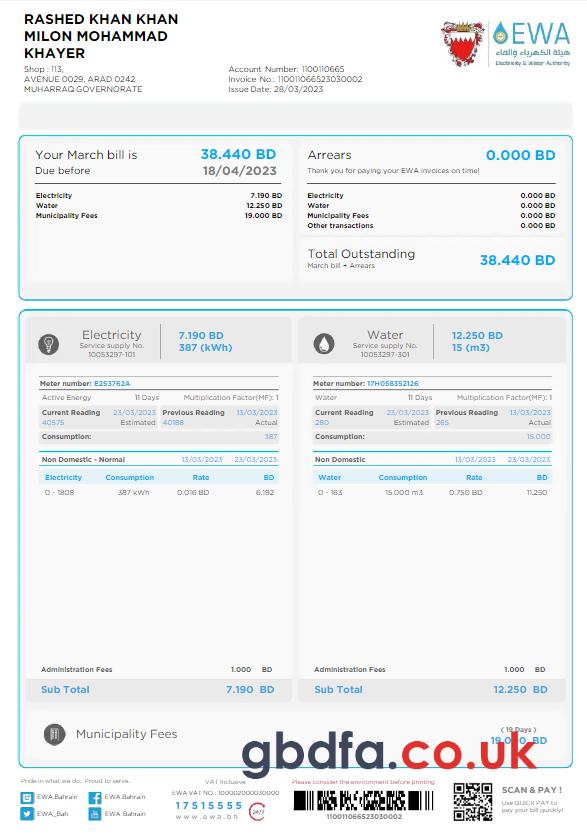 RASHED KHAN KHAN
MILON MOHAMMAD
KHAYER
Shop : 113,
AVENUE 0029, ARAD 0242
MUHARRAQ GOVERNORATE
Account Number: 1100110665
Invoice No.: 11001106652303002
Issue Date: 28/03/2023
EWA
هيئة الكهرباء والماء
Electricity & Water Authority
Your March bill is 38.440 BD
Due before 18/04/2023
Electricity 7.190 BD
Water 12.250 BD
Municipality Fees 19.000 BD
Arrears 0.000 BD
Thank you for paying your EWA invoices on time!
Electricity 0.000 BD
Water 0.000 BD
Municipality Fees 0.000 BD
Other transactions 0.000 BD
Total Outstanding 38.440 BD
March bill + Arrears
Electricity 7.190 BD
Service supply No. 387 (kWh)
10053297-101
Meter number: E253762A
Active Energy 11 Days Multiplication Factor(MF): 1
Current Reading 23/03/2023 Previous Reading 13/03/2023
40575 Estimated 40188 Actual
Consumption: 387
Non Domestic - Normal 13/03/2023 23/03/2023
Electricity Consumption Rate BD
0 - 1808 387 kWh 0.016 BD 6.192
Administration Fees 1.000 BD
Sub Total 7.190 BD
Water 12.250 BD
Service supply No. 15 (m3)
10053297-301
Meter number: 17H058352126
Water 11 Days Multiplication Factor(MF): 1
Current Reading 23/03/2023 Previous Reading 13/03/2023
280 Estimated 265 Actual
Consumption: 15.000
Non Domestic 13/03/2023 23/03/2023
Water Consumption Rate BD
0 - 163 15.000 m3 0.750 BD 11.250
Administration Fees 1.000 BD
Sub Total 12.250 BD
Municipality Fees
( 19 Days )
BD
gbdfa.co.uk
Pride in what we do.. Proud to serve.
EWA.Bahrain
EWA.Bahrain
EWA_Bah
EWA.Bahrain
VAT Inclusive
EWA VAT NO.: 100002000030000
17515555
www.ewa.bh
24/7
Please consider the environment before printing
11001106652303002
SCAN & PAY !
Use QUICK PAY to
pay your bill quickly!